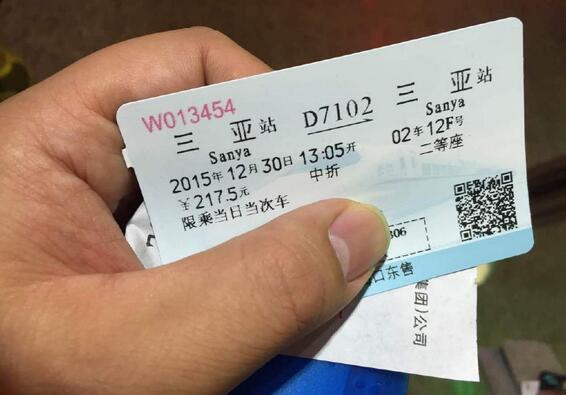 W013454
三亚站 D7102 三亚站
Sanya Sanya
2015年12月30日13:05开 02车12F号
￥217.5元 中折 二等座
限乘当日当次车
306
口东售
集团)公司